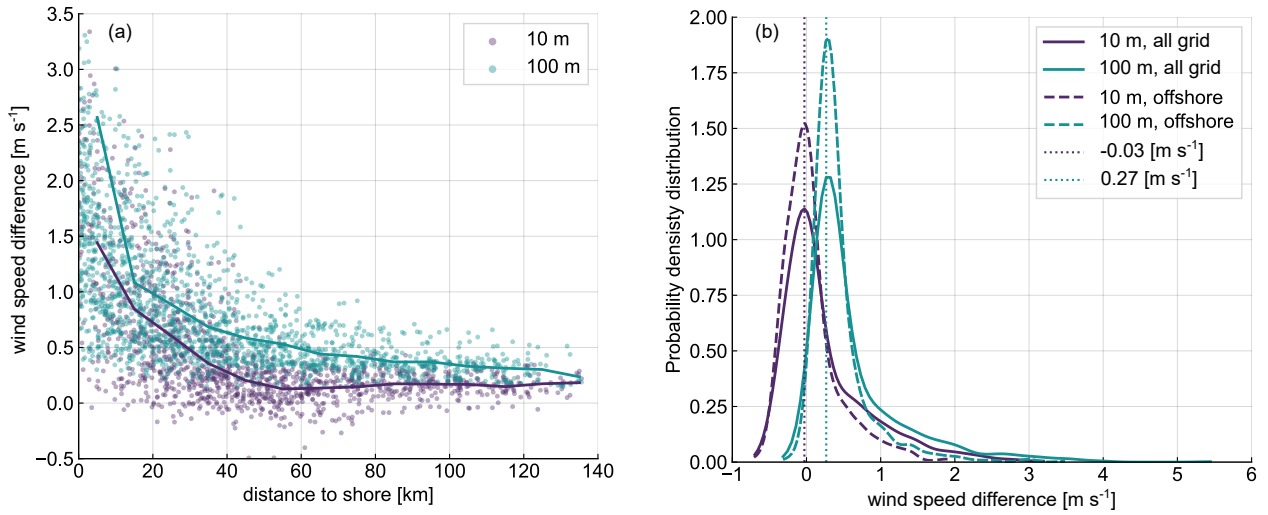 (a)
10 m
100 m
3.5
3.0
2.5
2.0
1.5
1.0
0.5
0.0
−0.5
wind speed difference [m s⁻¹]
0
20
40
60
80
100
120
140
distance to shore [km]
(b)
10 m, all grid
100 m, all grid
10 m, offshore
100 m, offshore
-0.03 [m s⁻¹]
0.27 [m s⁻¹]
2.00
1.75
1.50
1.25
1.00
0.75
0.50
0.25
0.00
Probability densisty distribution
−1
0
1
2
3
4
5
6
wind speed difference [m s⁻¹]